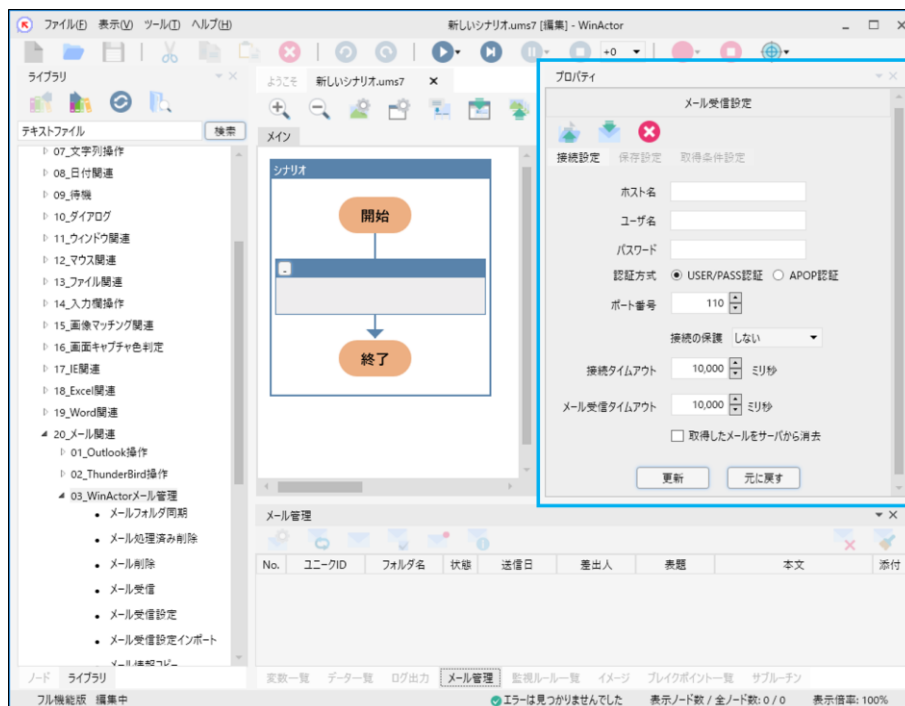 ファイル(F) 表示(V) ツール(T) ヘルプ(H)
新しいシナリオ.ums7 [編集] - WinActor
+0
ライブラリ
テキストファイル
検索
07_文字列操作
08_日付関連
09_待機
10_ダイアログ
11_ウィンドウ関連
12_マウス関連
13_ファイル関連
14_入力欄操作
15_画像マッチング関連
16_画面キャプチャ色判定
17_IE関連
18_Excel関連
19_Word関連
20_メール関連
01_Outlook操作
02_ThunderBird操作
03_WinActorメール管理
メールフォルダ同期
メール処理済み削除
メール削除
メール受信
メール受信設定
メール受信設定インポート
メール情報コピー
ノード ライブラリ
ようこそ 新しいシナリオ.ums7
メイン
シナリオ
開始
終了
プロパティ
メール受信設定
接続設定 保存設定 取得条件設定
ホスト名
ユーザ名
パスワード
認証方式 USER/PASS認証 APOP認証
ポート番号 110
接続の保護 しない
接続タイムアウト 10,000 ミリ秒
メール受信タイムアウト 10,000 ミリ秒
取得したメールをサーバから消去
更新 元に戻す
メール管理
No. ユニークID フォルダ名 状態 送信日 差出人 表題 本文 添付
変数一覧 データ一覧 ログ出力 メール管理 監視ルール一覧 イメージ ブレイクポイント一覧 サブルーチン
フル機能版 編集中
エラーは見つかりませんでした 表示ノード数 / 全ノード数: 0 / 0 表示倍率: 100%